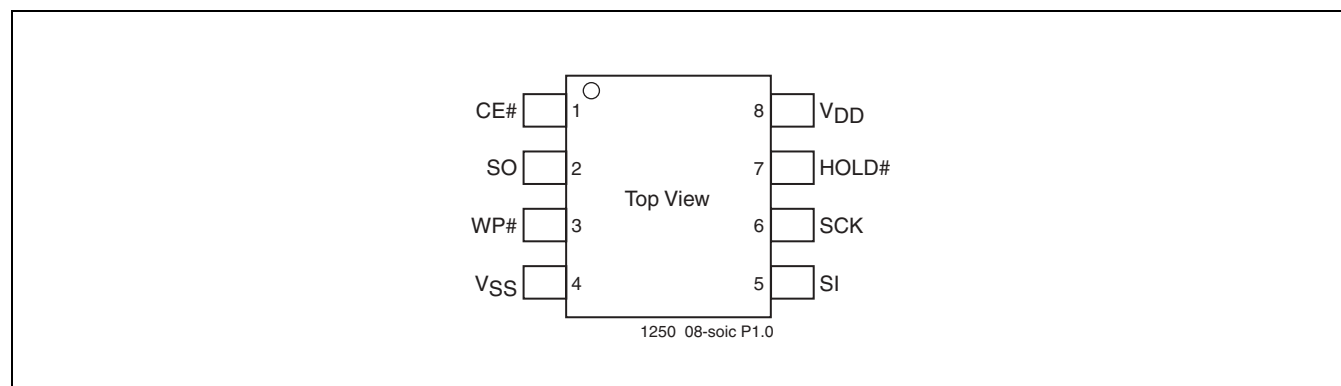 CE# 1 8 VDD
SO 2 7 HOLD#
Top View
WP# 3 6 SCK
VSS 4 5 SI
1250 08-soic P1.0